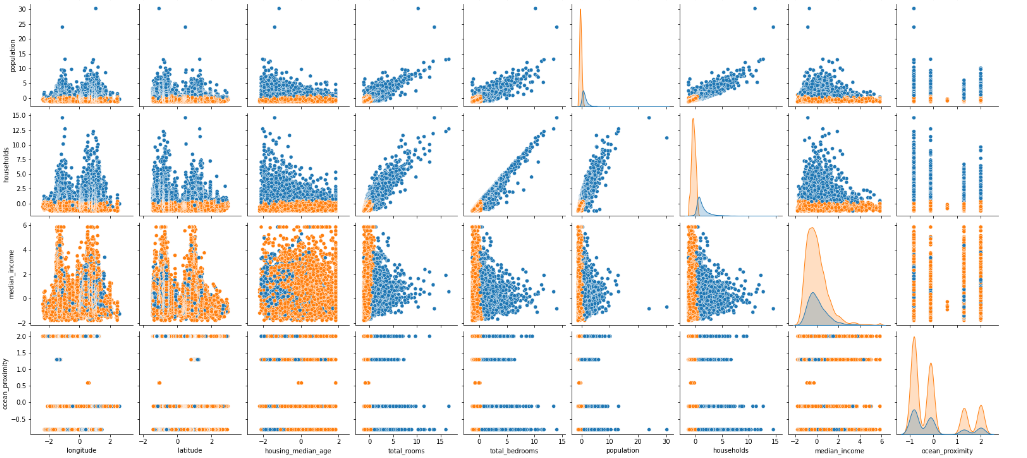 population
30
25
20
15
10
5
0
households
15.0
12.5
10.0
7.5
5.0
2.5
0.0
median_income
6
4
2
0
−2
ocean_proximity
2.0
1.5
1.0
0.5
0.0
−0.5
−2 0 2
longitude
−2 0 2
latitude
−2 0 2
housing_median_age
0 5 10 15
total_rooms
0 5 10 15
total_bedrooms
0 10 20 30
population
0 5 10 15
households
−2 0 2 4 6
median_income
−1 0 1 2
ocean_proximity